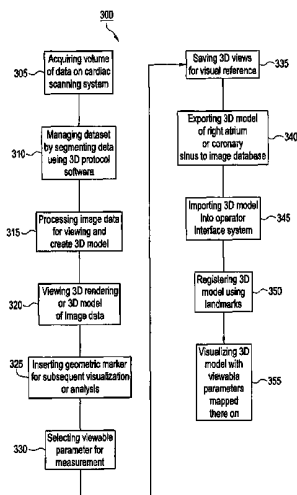 300
305
Acquiring volume
of data on cardiac
scanning system
310
Managing dataset
by segmenting data
using 3D protocol
software
315
Processing image data
for viewing and
create 3D model
320
Viewing 3D rendering
or 3D model
of image data
325
Inserting geometric marker
for subsequent visualization
or analysis
330
Selecting viewable
parameter for
measurement
Saving 3D views
for visual reference
335
Exporting 3D model
of right atrium
or coronary
sinus to image database
340
Importing 3D model
into operator
interface system
345
Registering 3D
model using
landmarks
350
Visualizing 3D
model with
viewable
parameters
mapped
there on
355